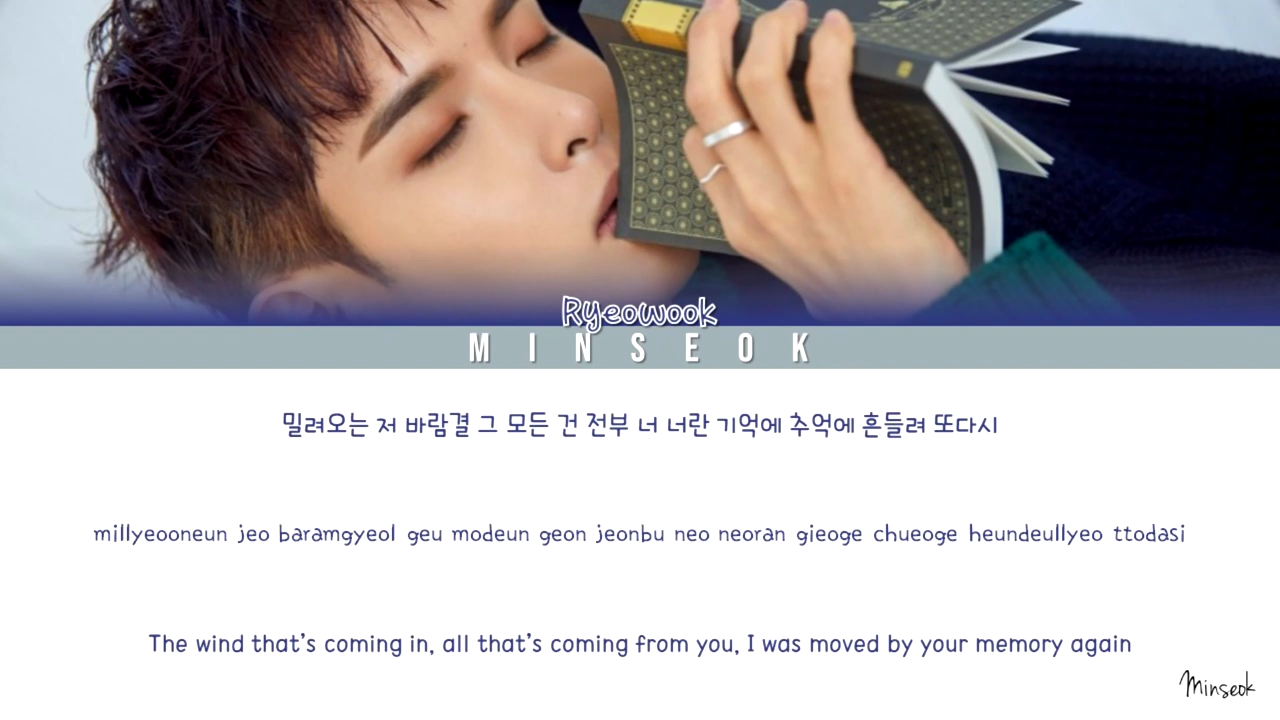 Ryeowook
MINSEOK
밀려오는 저 바람결 그 모든 건 전부 너 너란 기억에 추억에 흔들려 또다시
millyeooneun jeo baramgyeol geu modeun geon jeonbu neo neoran gieoge chueoge heundeullyeo ttodasi
The wind that's coming in, all that's coming from you, I was moved by your memory again
Minseok